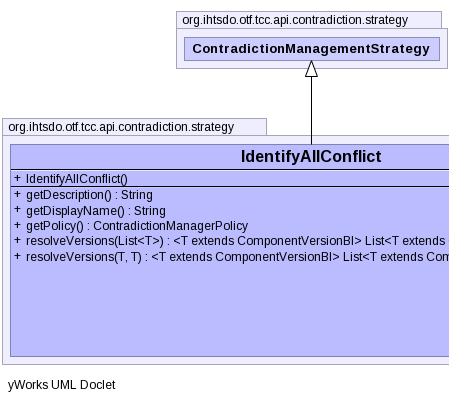 org.ihtsdo.otf.tcc.api.contradiction.strategy
ContradictionManagementStrategy
org.ihtsdo.otf.tcc.api.contradiction.strategy
IdentifyAllConflict
+ IdentifyAllConflict()
+ getDescription() : String
+ getDisplayName() : String
+ getPolicy() : ContradictionManagerPolicy
+ resolveVersions(List<T>) : <T extends ComponentVersionBI> List<T extends
+ resolveVersions(T, T) : <T extends ComponentVersionBI> List<T extends Com
yWorks UML Doclet